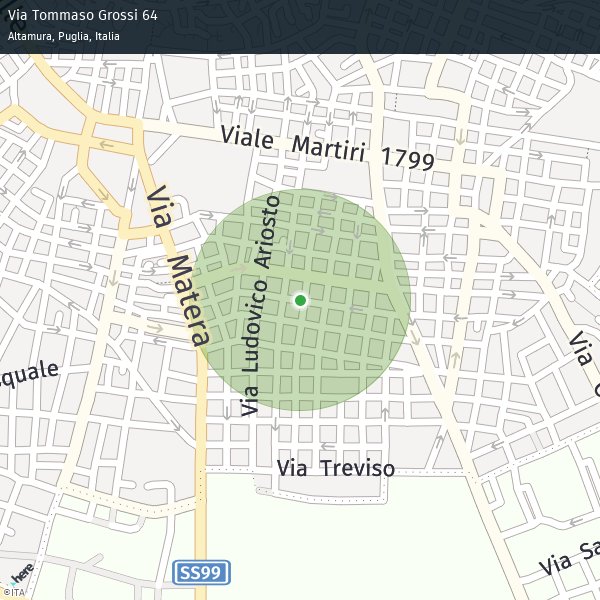 Via Tommaso Grossi 64
Altamura, Puglia, Italia
Viale Martiri 1799
Via Matera
Via Ludovico Ariosto
squale
Via
Via Treviso
Via Sa
SS99
here
©ITA